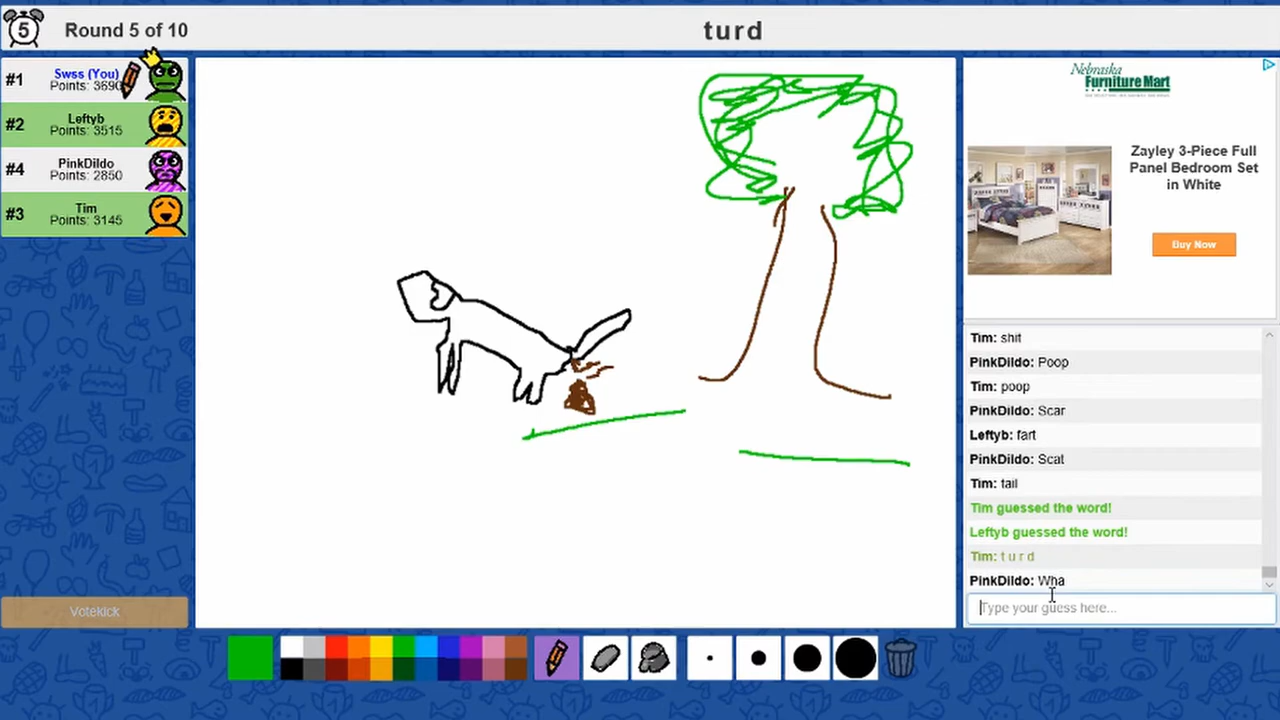 5
Round 5 of 10
turd
#1
Swss (You)
Points: 3690
#2
Leftyb
Points: 3515
#4
PinkDildo
Points: 2850
#3
Tim
Points: 3145
Votekick
Nebraska
Furniture Mart
Zayley 3-Piece Full
Panel Bedroom Set
in White
Buy Now
Tim: shit
PinkDildo: Poop
Tim: poop
PinkDildo: Scar
Leftyb: fart
PinkDildo: Scat
Tim: tail
Tim guessed the word!
Leftyb guessed the word!
Tim: t u r d
PinkDildo: Wha
Type your guess here...